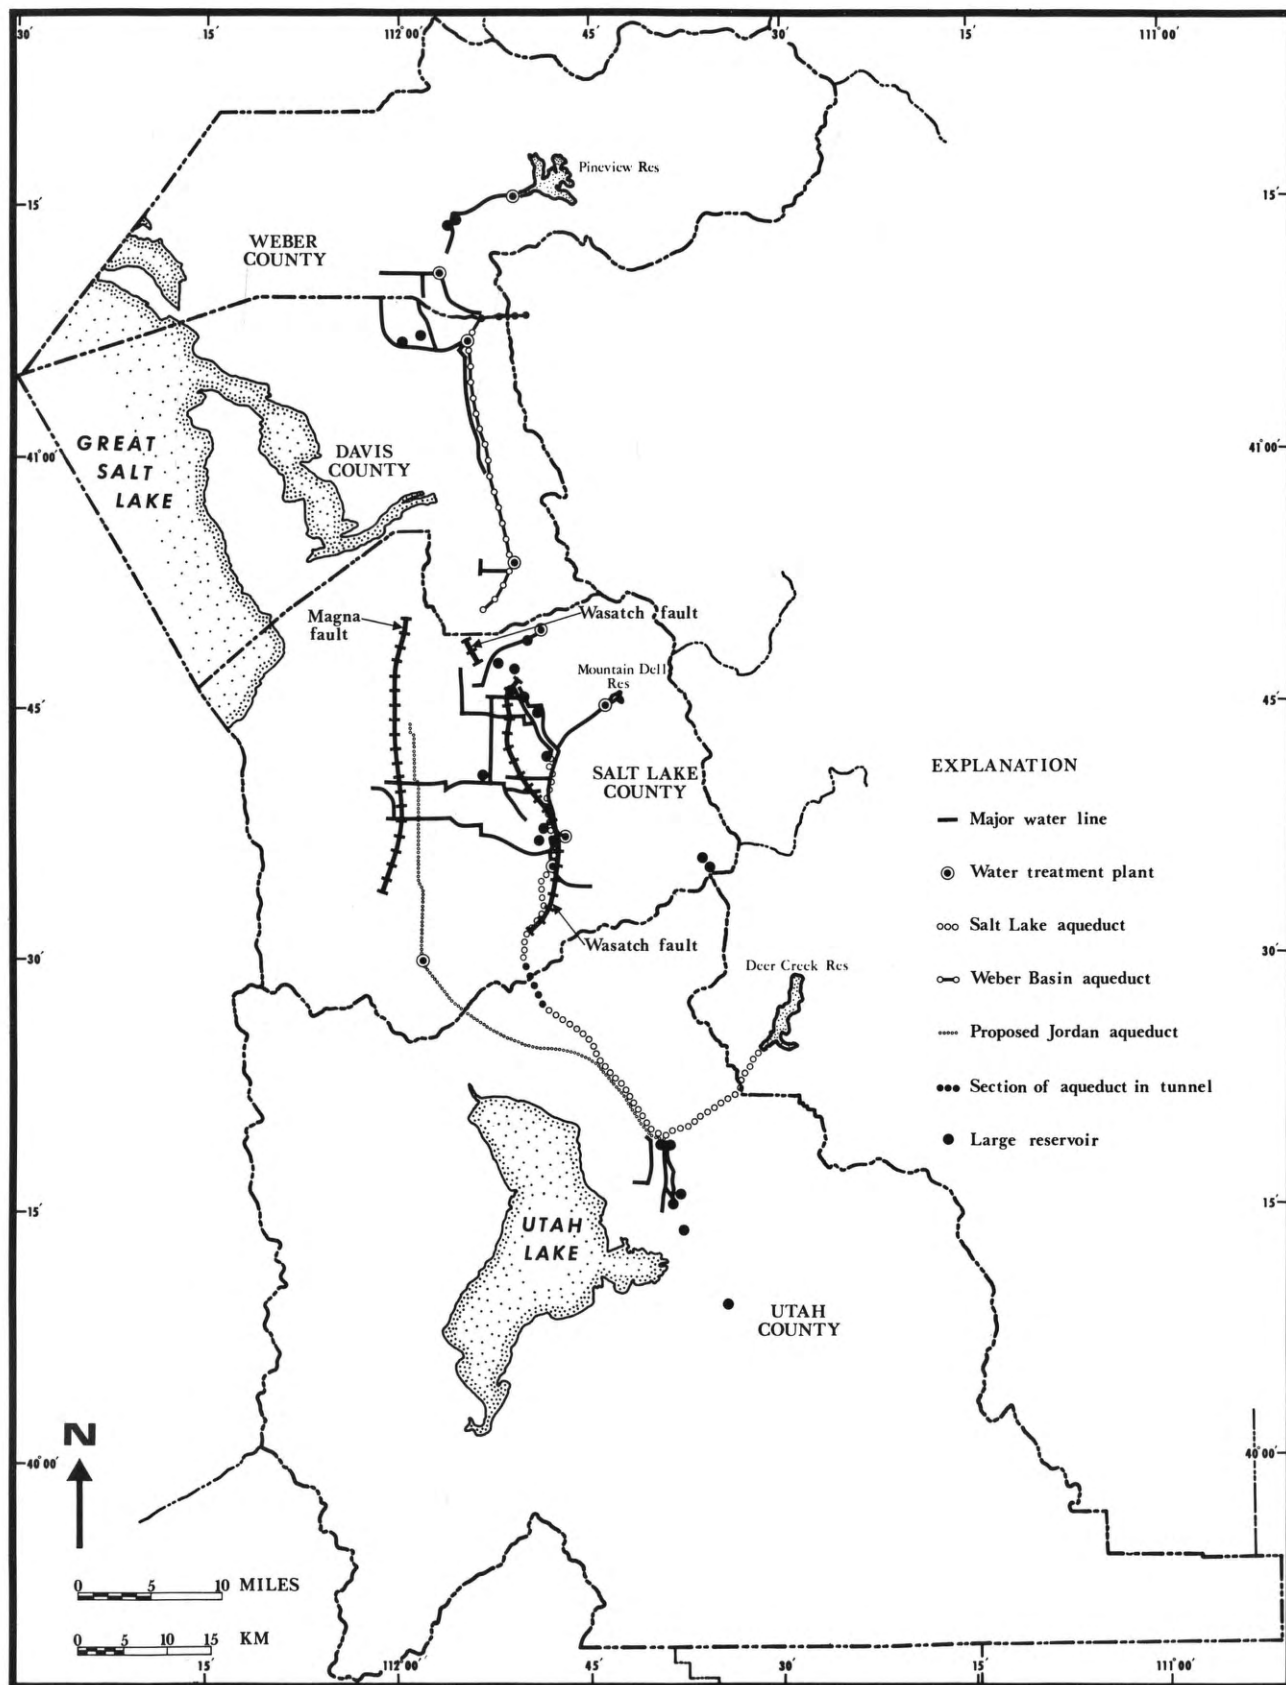 30′ 15′ 112°00′ 45′ 30′ 15′ 111°00′
Pineview Res
15′ 15′
WEBER
COUNTY
GREAT
SALT
LAKE
DAVIS
COUNTY
41°00′ 41°00′
Magna
fault
Wasatch fault
Mountain Dell
Res
45′ 45′
SALT LAKE
COUNTY
EXPLANATION
Major water line
Water treatment plant
Salt Lake aqueduct
Weber Basin aqueduct
Proposed Jordan aqueduct
Section of aqueduct in tunnel
Large reservoir
Wasatch fault
30′ 30′
Deer Creek Res
15′ 15′
UTAH
LAKE
UTAH
COUNTY
N
40°00′ 40°00′
0 5 10 MILES
0 5 10 15 KM
15′ 112°00′ 45′ 30′ 15′ 111°00′